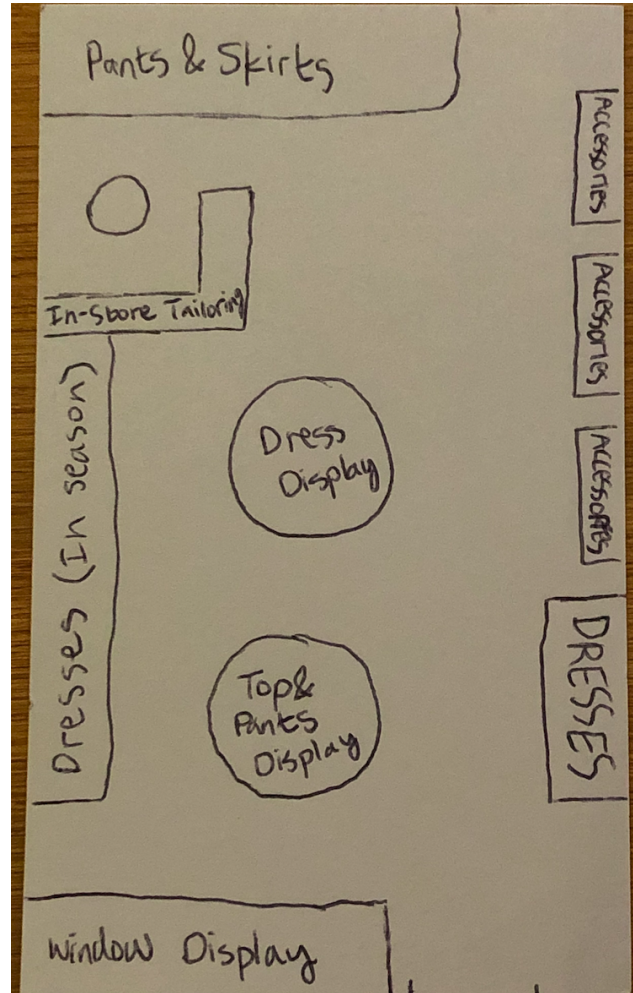 Pants & Skirts
Accessories
In-Store Tailoring
Accessories
Dresses (In season)
Dress
Display
Accessories
Top &
Pants
Display
DRESSES
Window Display